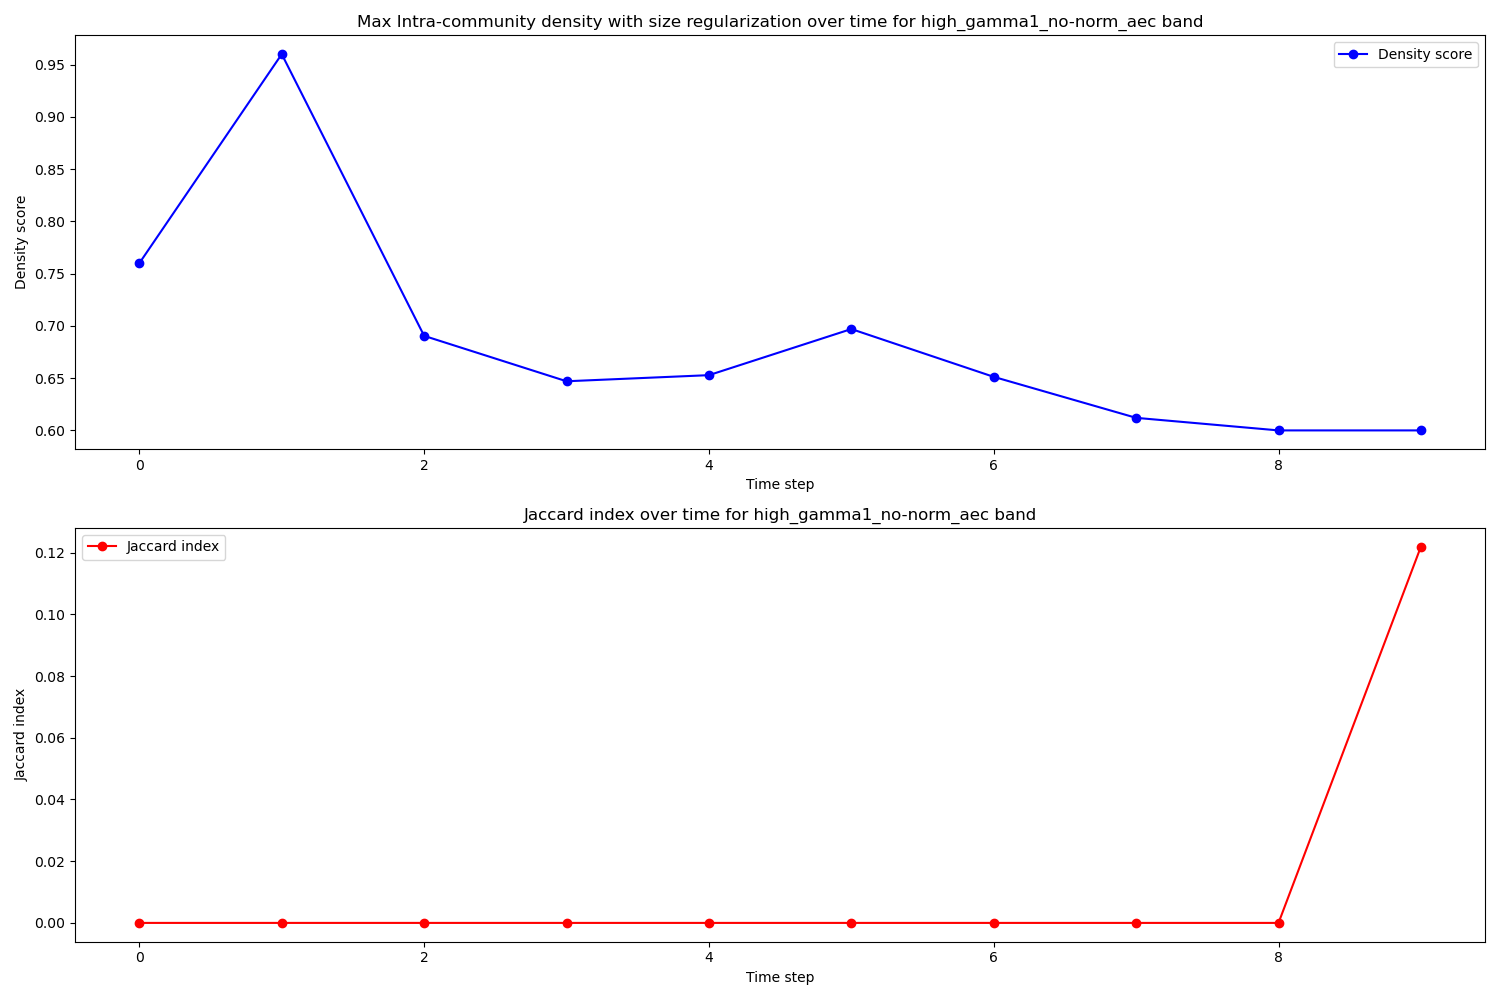 Max Intra-community density with size regularization over time for high_gamma1_no-norm_aec band
Density score
0.95
0.90
0.85
0.80
0.75
0.70
0.65
0.60
Density score
0 2 4 6 8
Time step
Jaccard index over time for high_gamma1_no-norm_aec band
Jaccard index
0.12
0.10
0.08
0.06
0.04
0.02
0.00
Jaccard index
0 2 4 6 8
Time step